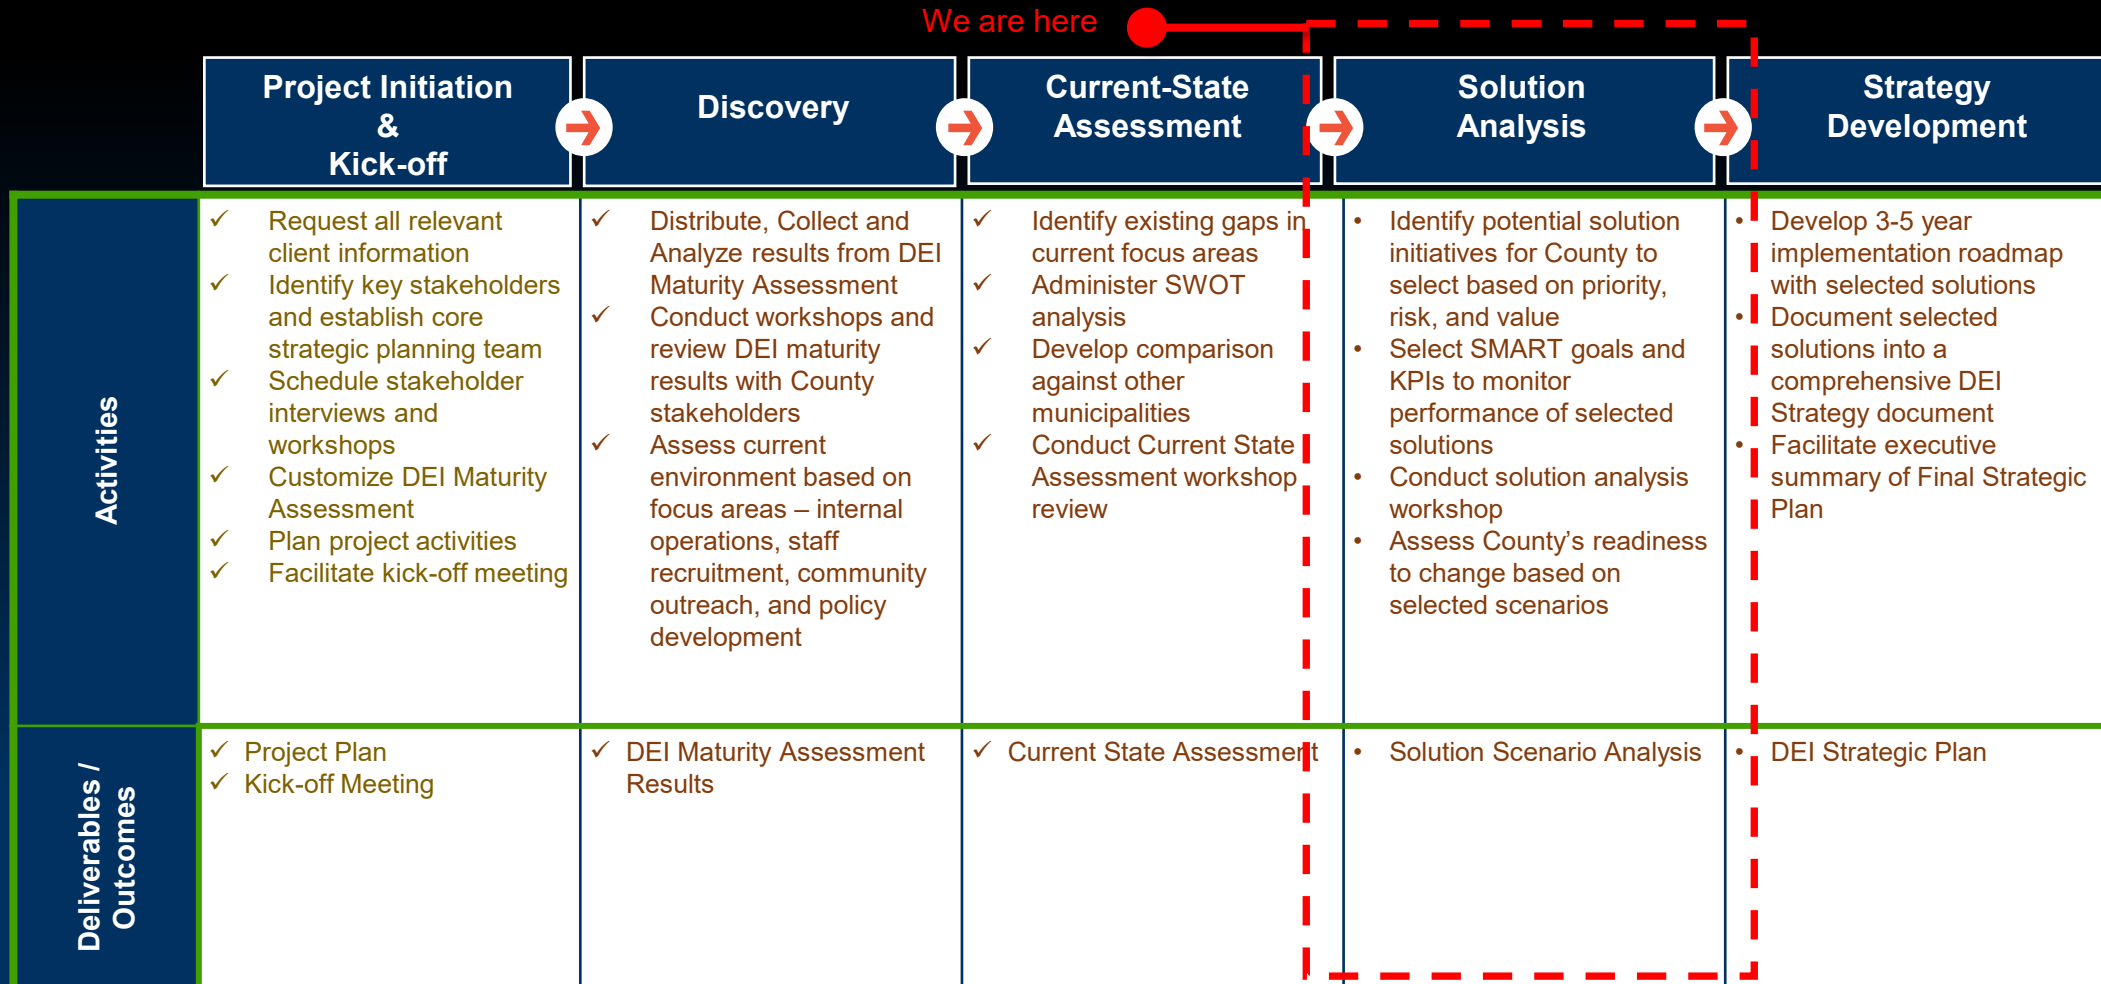 We are here
Project Initiation
&
Kick-off
Discovery
Current-State
Assessment
Solution
Analysis
Strategy
Development
Activities
✓ Request all relevant
client information
✓ Identify key stakeholders
and establish core
strategic planning team
✓ Schedule stakeholder
interviews and
workshops
✓ Customize DEI Maturity
Assessment
✓ Plan project activities
✓ Facilitate kick-off meeting
✓ Distribute, Collect and
Analyze results from DEI
Maturity Assessment
✓ Conduct workshops and
review DEI maturity
results with County
stakeholders
✓ Assess current
environment based on
focus areas – internal
operations, staff
recruitment, community
outreach, and policy
development
✓ Identify existing gaps in
current focus areas
✓ Administer SWOT
analysis
✓ Develop comparison
against other
municipalities
✓ Conduct Current State
Assessment workshop
review
• Identify potential solution
initiatives for County to
select based on priority,
risk, and value
• Select SMART goals and
KPIs to monitor
performance of selected
solutions
• Conduct solution analysis
workshop
• Assess County’s readiness
to change based on
selected scenarios
• Develop 3-5 year
implementation roadmap
with selected solutions
• Document selected
solutions into a
comprehensive DEI
Strategy document
• Facilitate executive
summary of Final Strategic
Plan
Deliverables /
Outcomes
✓ Project Plan
✓ Kick-off Meeting
✓ DEI Maturity Assessment
Results
✓ Current State Assessment
• Solution Scenario Analysis
• DEI Strategic Plan